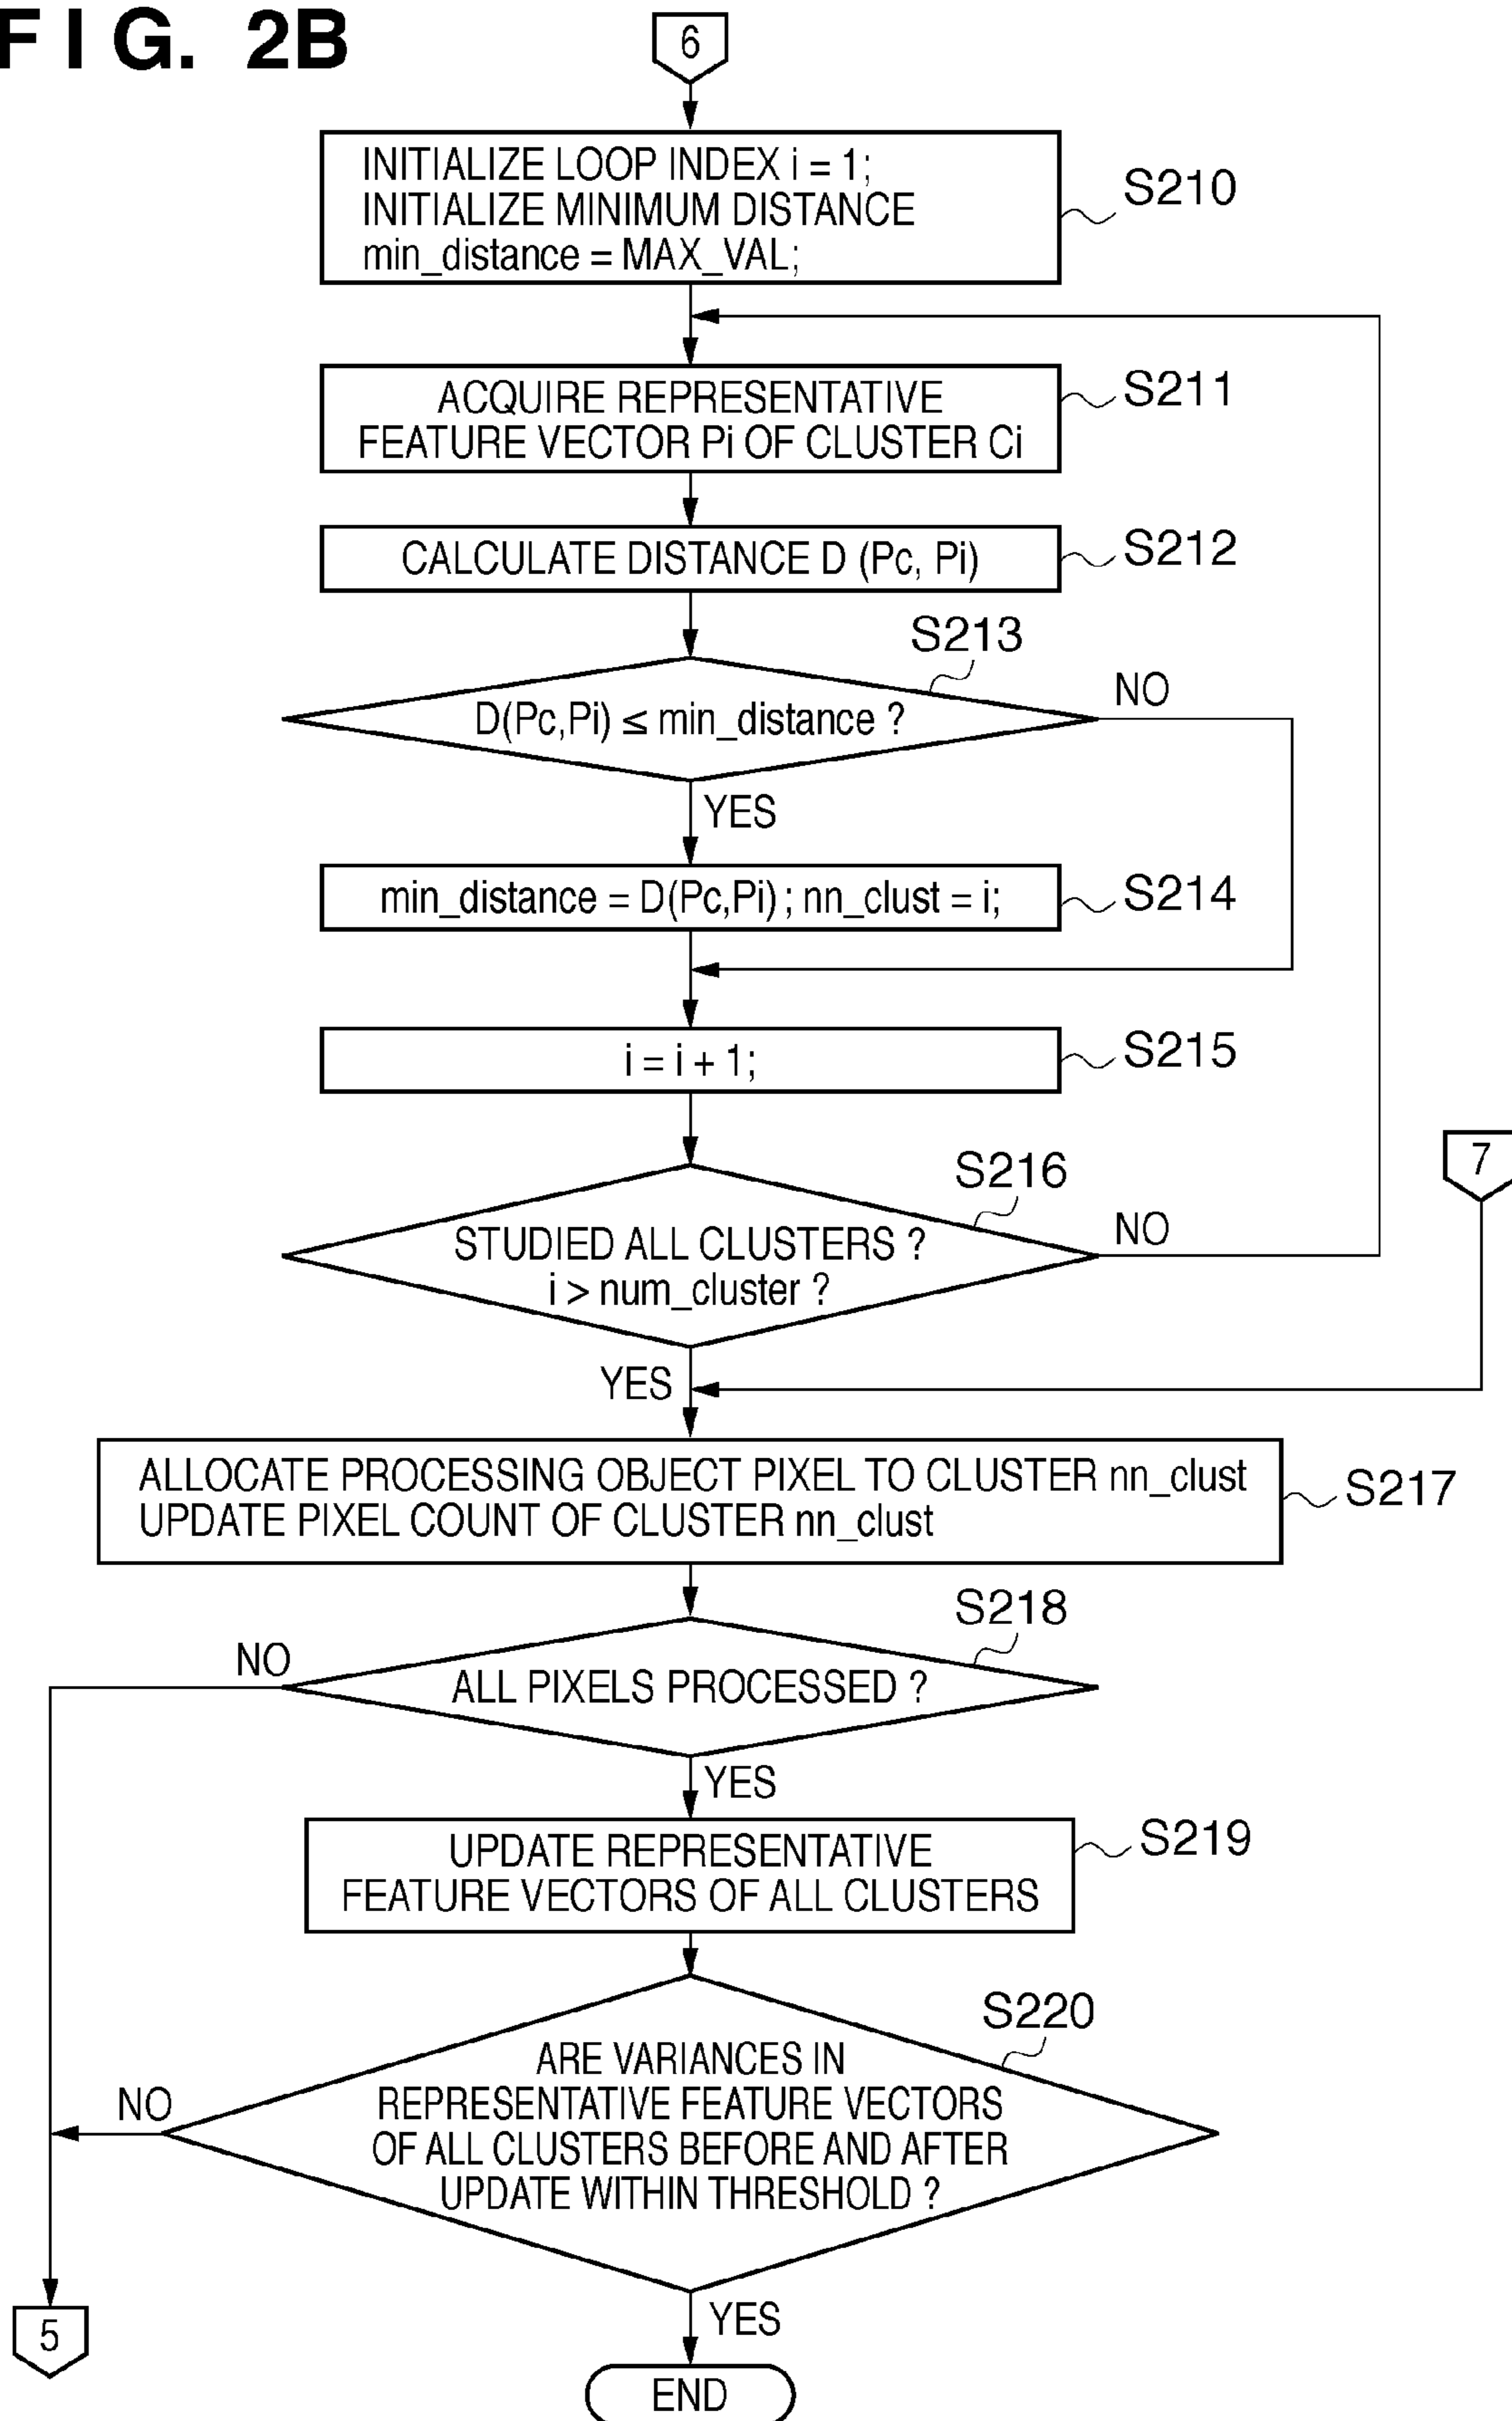 FIG. 2B
6
INITIALIZE LOOP INDEX i = 1;
INITIALIZE MINIMUM DISTANCE
min_distance = MAX_VAL;
S210
ACQUIRE REPRESENTATIVE
FEATURE VECTOR Pi OF CLUSTER Ci
S211
CALCULATE DISTANCE D (Pc, Pi)
S212
S213
D(Pc,Pi) ≤ min_distance ?
NO
YES
min_distance = D(Pc,Pi) ; nn_clust = i;
S214
i = i + 1;
S215
7
S216
STUDIED ALL CLUSTERS ?
i > num_cluster ?
NO
YES
ALLOCATE PROCESSING OBJECT PIXEL TO CLUSTER nn_clust
UPDATE PIXEL COUNT OF CLUSTER nn_clust
S217
S218
NO
ALL PIXELS PROCESSED ?
YES
UPDATE REPRESENTATIVE
FEATURE VECTORS OF ALL CLUSTERS
S219
S220
ARE VARIANCES IN
REPRESENTATIVE FEATURE VECTORS
OF ALL CLUSTERS BEFORE AND AFTER
UPDATE WITHIN THRESHOLD ?
NO
YES
5
END